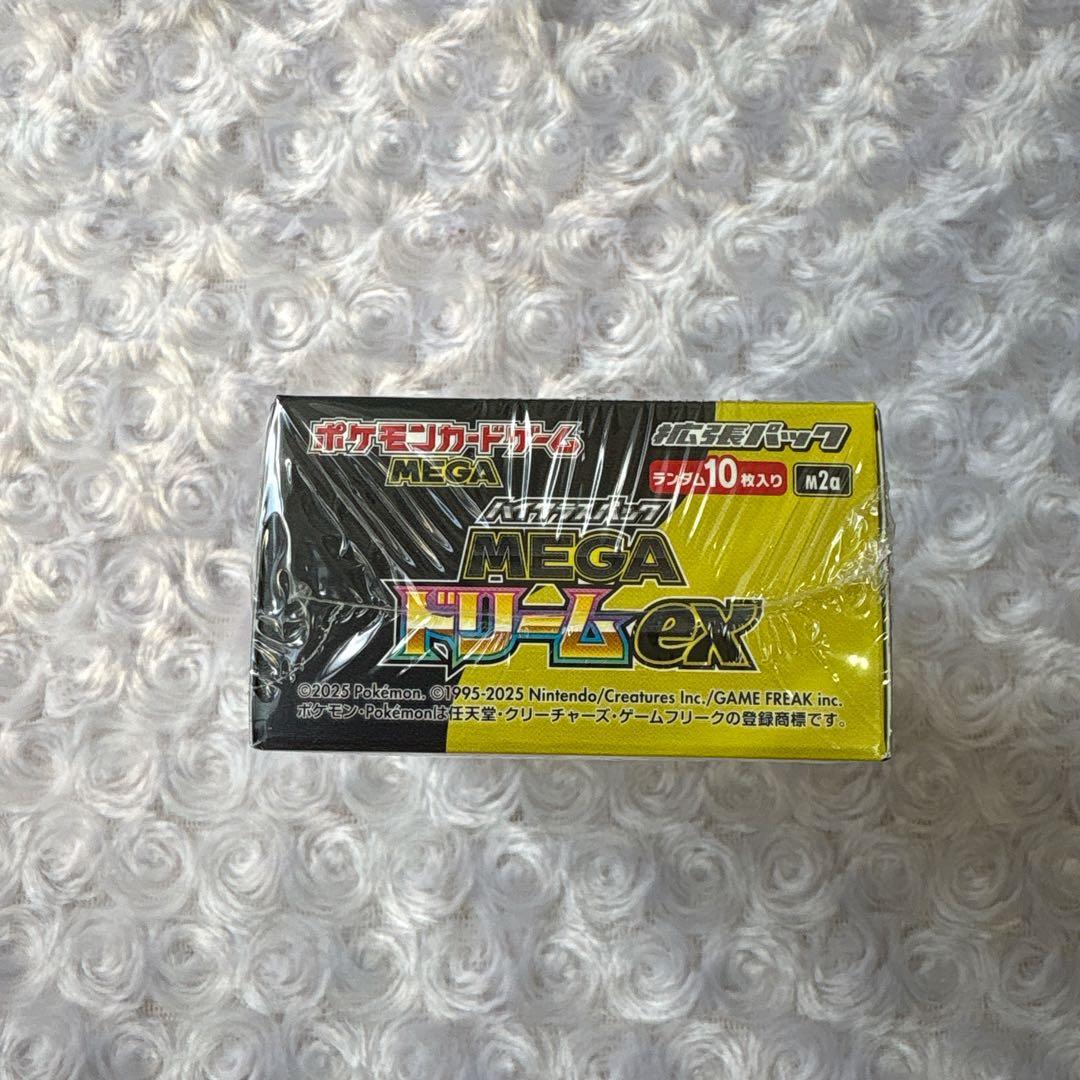 ポケモンカードゲーム
MEGA
拡張パック
ランダム10枚入り
M2a
ハイクラスパック
MEGA
ドリームex
©2025 Pokémon. ©1995-2025 Nintendo/Creatures Inc./GAME FREAK inc.
ポケモン・Pokémonは任天堂・クリーチャーズ・ゲームフリークの登録商標です。